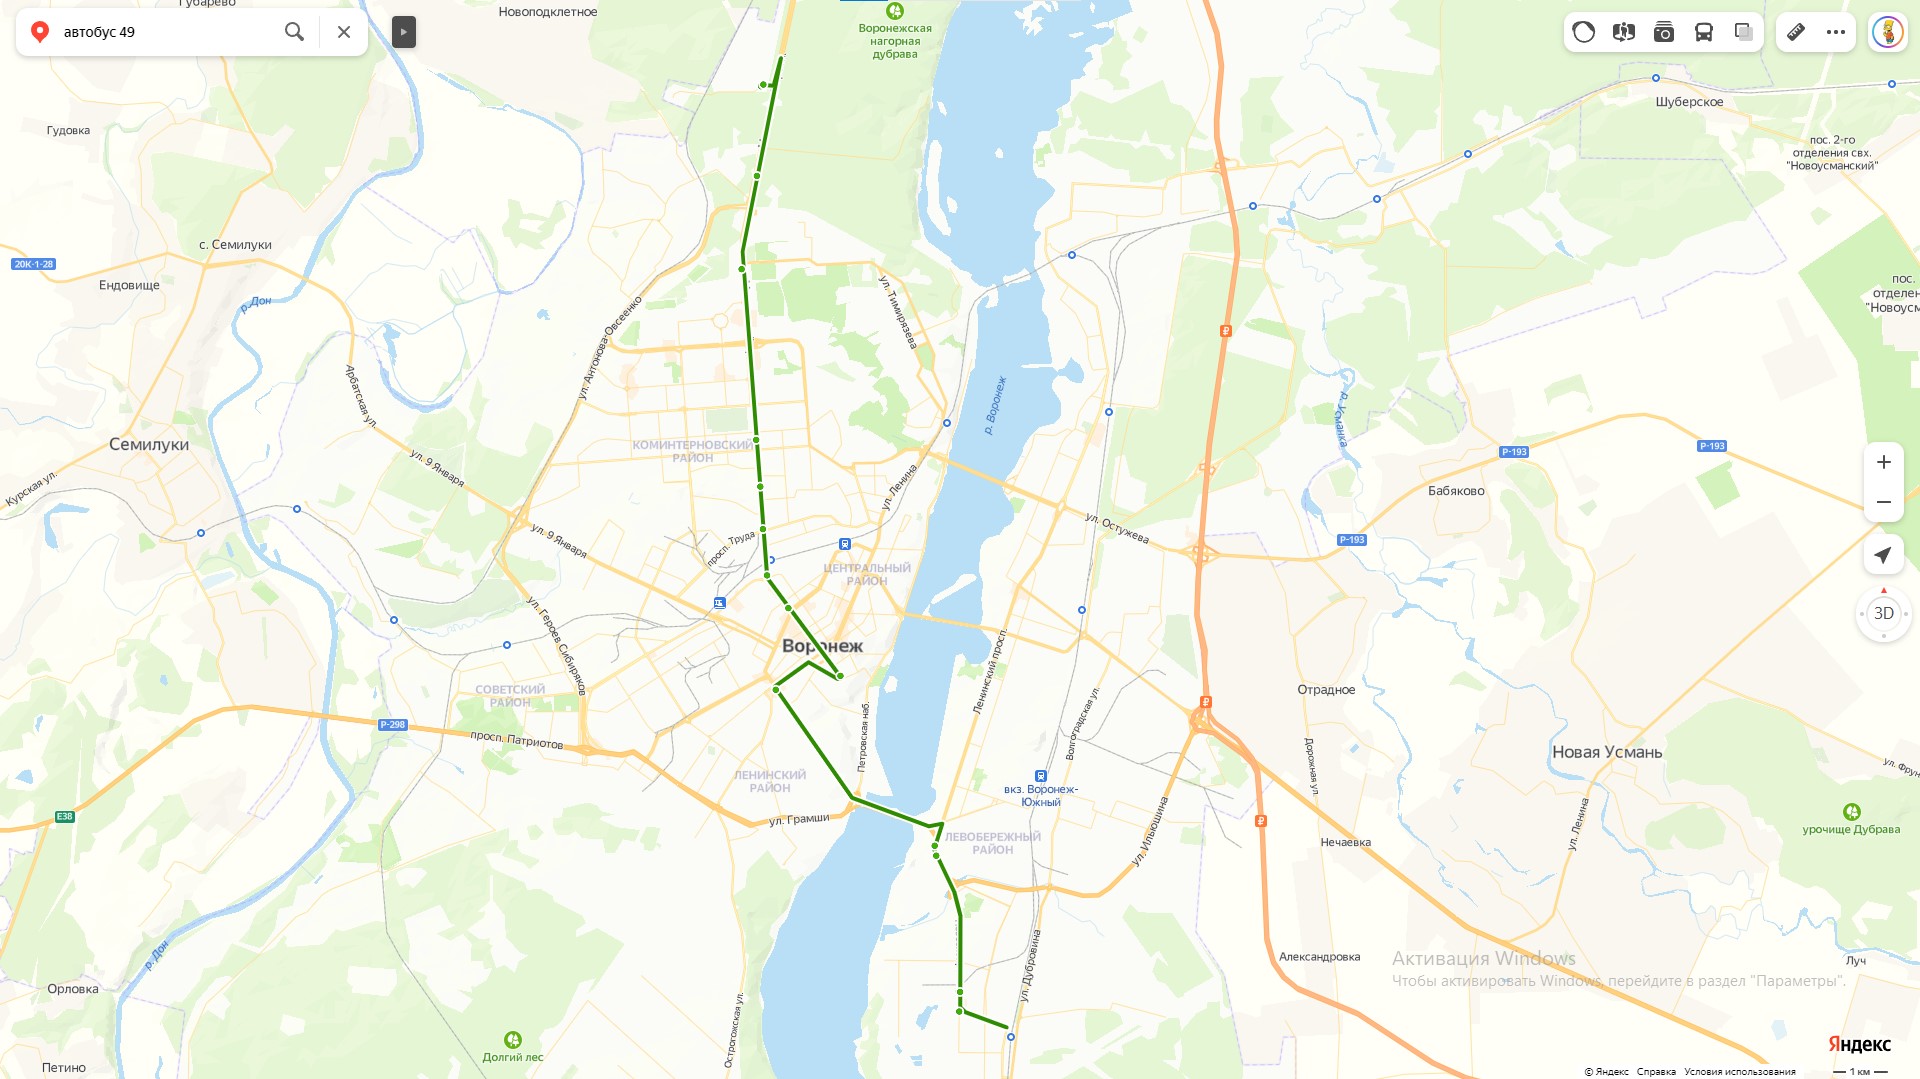 Губарево
Новоподклетное
автобус 49
Воронежская
нагорная
дубрава
Шуберское
Гудовка
пос. 2-го
отделения свх.
"Новоусманский"
с. Семилуки
20К-1-28
Ендовище
р. Дон
ул. Тимирязева
ул. Антонова-Овсеенко
р. Воронеж
р. Усманка
Арбатская ул.
Семилуки
КОМИНТЕРНОВСКИЙ
РАЙОН
Р-193
Р-193
ул. 9 Января
ул. Ленина
Курская ул.
Бабяково
ул. Остужева
ул. 9 Января
просп. Труда
Р-193
ЦЕНТРАЛЬНЫЙ
РАЙОН
3D
ул. Героев Сибиряков
Воронеж
Ленинский просп.
СОВЕТСКИЙ
РАЙОН
Отрадное
Волгоградская ул.
Р-298
просп. Патриотов
Петровская наб.
Дорожная ул.
Новая Усмань
ЛЕНИНСКИЙ
РАЙОН
вкз. Воронеж-
Южный
Е38
ул. Грамши
ЛЕВОБЕРЕЖНЫЙ
РАЙОН
ул. Ильюшина
ул. Ленина
урочище Дубрава
Нечаевка
р. Дон
Александровка
Активация Windows
Чтобы активировать Windows, перейдите в раздел "Параметры".
Луч
Орловка
ул. Дубровина
Острогожская ул.
Долгий лес
Петино
Яндекс
© Яндекс Справка Условия использования 1 км